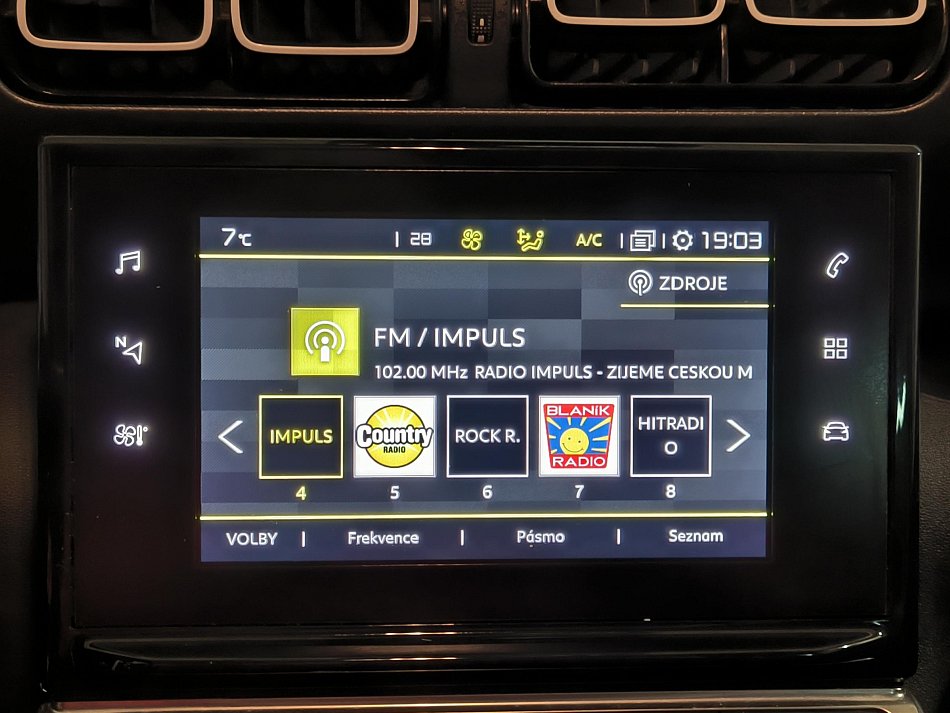 7°C | 28 A/C | | 19:03
ZDROJE
FM / IMPULS
102.00 MHz RADIO IMPULS - ZIJEME CESKOU M
N
IMPULS
Country
RADIO
ROCK R.
BLANÍK
RADIO
HITRADI
O
4 5 6 7 8
VOLBY | Frekvence | Pásmo | Seznam